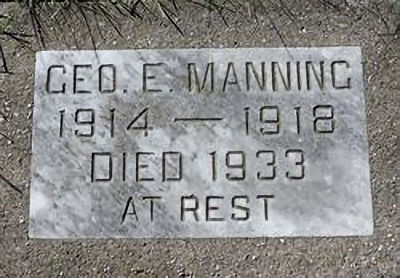 GEO. E. MANNING
1914 — 1918
DIED 1933
AT REST